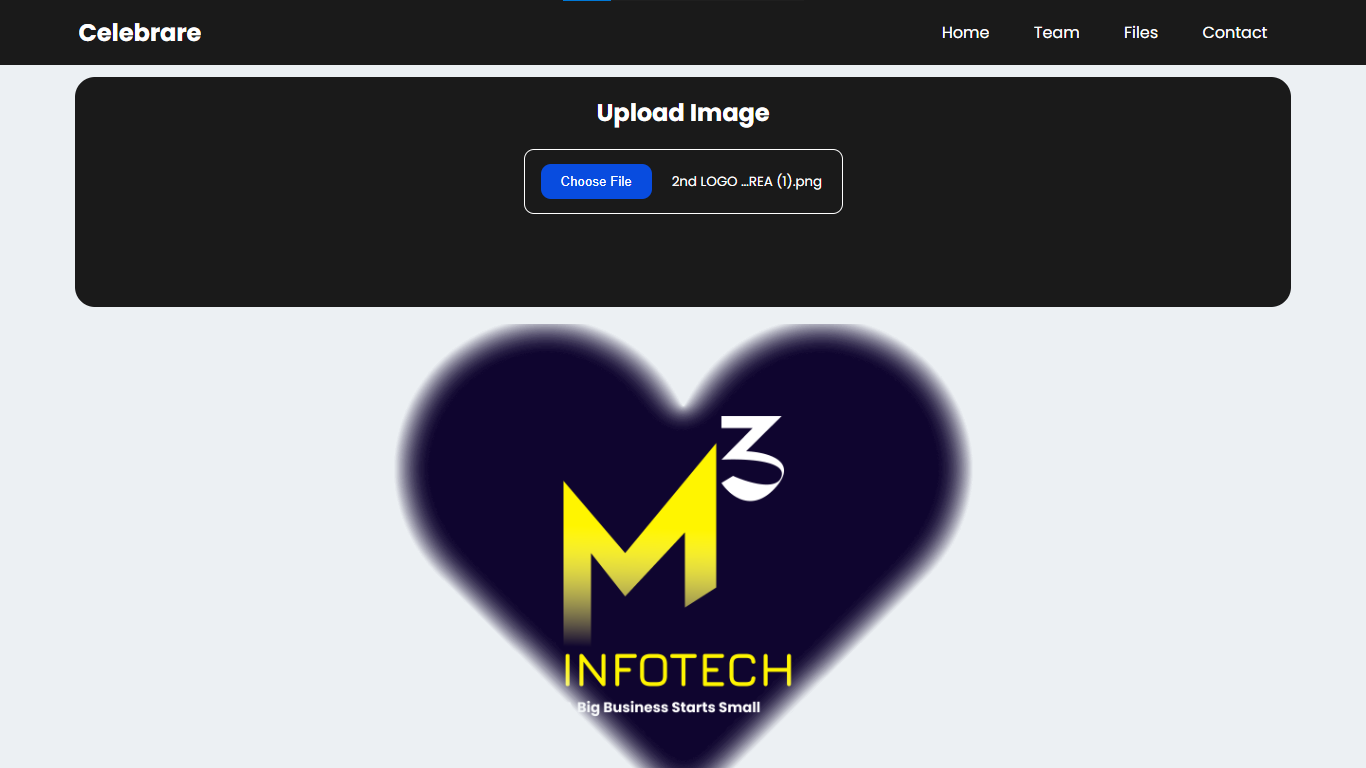 Celebrare
Home Team Files Contact
Upload Image
Choose File 2nd LOGO ...REA (1).png
M3
INFOTECH
Big Business Starts Small